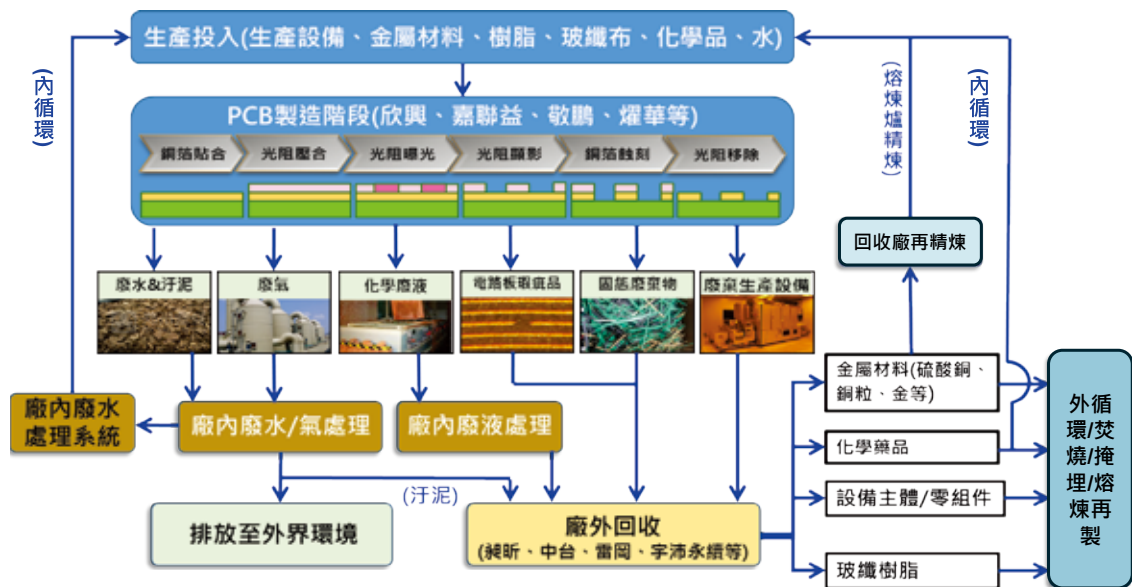 生產投入(生產設備、金屬材料、樹脂、玻纖布、化學品、水)
(內循環)
(熔煉爐精煉)
(內循環)
PCB製造階段(欣興、嘉聯益、敬鵬、燿華等)
銅箔貼合
光阻壓合
光阻曝光
光阻顯影
銅箔蝕刻
光阻移除
回收廠再精煉
廢水&汙泥
廢氣
化學廢液
電路板瑕疵品
固態廢棄物
廢棄生產設備
金屬材料(硫酸銅、
銅粒、金等)
外循
環/焚
燒/掩
埋/熔
煉再
製
廠內廢水
處理系統
廠內廢水/氣處理
廠內廢液處理
化學藥品
(汙泥)
設備主體/零組件
排放至外界環境
廠外回收
(昶昕、中台、雷岡、宇沛永續等)
玻纖樹脂